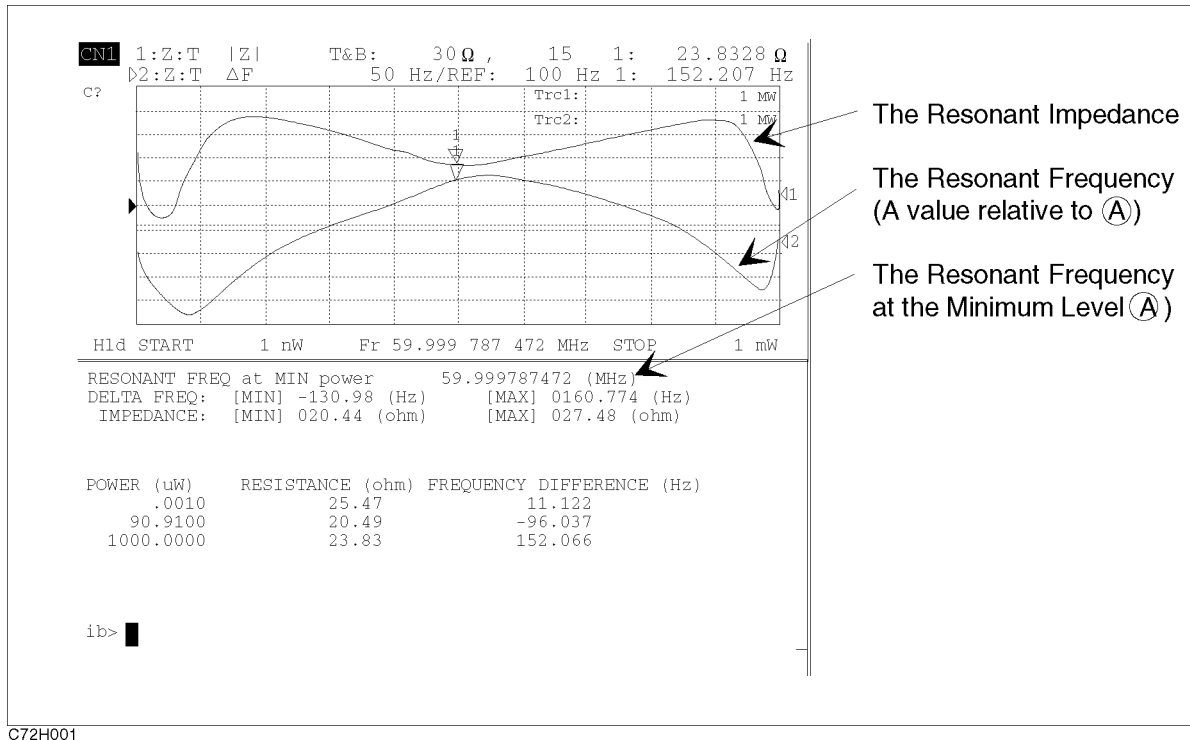 CN1 1:Z:T |Z| T&B: 30 Ω , 15 1: 23.8328 Ω
2:Z:T ΔF 50 Hz/REF: 100 Hz 1: 152.207 Hz
C?
Trc1: 1 MW
Trc2: 1 MW
1
1
1
2
Hld START 1 nW Fr 59.999 787 472 MHz STOP 1 mW
RESONANT FREQ at MIN power 59.999787472 (MHz)
DELTA FREQ: [MIN] -130.98 (Hz) [MAX] 0160.774 (Hz)
IMPEDANCE: [MIN] 020.44 (ohm) [MAX] 027.48 (ohm)
POWER (uW) RESISTANCE (ohm) FREQUENCY DIFFERENCE (Hz)
.0010 25.47 11.122
90.9100 20.49 -96.037
1000.0000 23.83 152.066
ib>
The Resonant Impedance
The Resonant Frequency
(A value relative to Ⓐ)
The Resonant Frequency
at the Minimum Level Ⓐ)
C72H001